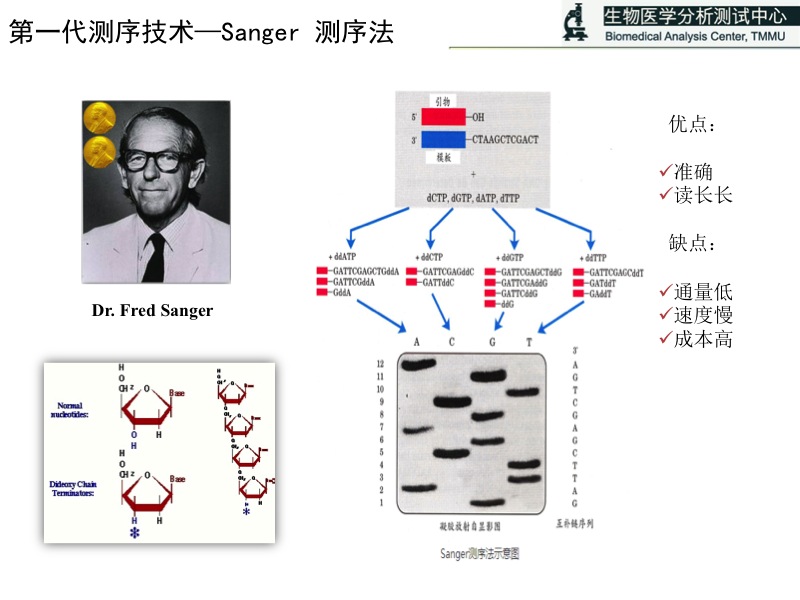 第一代测序技术—Sanger 测序法
生物医学分析测试中心
Biomedical Analysis Center, TMMU
Dr. Fred Sanger
引物
5' OH
3' CTAAGCTCGACT
模板
+
dCTP, dGTP, dATP, dTTP
+ ddATP
GATTCGAGCTGddA
GATTCGddA
GddA
+ ddCTP
GATTCGAGddC
GATTddC
+ ddGTP
GATTCGAGCTddG
GATTCGAddG
GATTCddG
ddG
+ ddTTP
GATTCGAGCddT
GATddT
GAddT
A C G T
12
11
10
9
8
7
6
5
4
3
2
1
3'
A
G
T
C
G
A
G
C
T
T
A
G
凝胶放射自显影图
互补链序列
Sanger测序法示意图
优点：
准确
读长长
缺点：
通量低
速度慢
成本高
Normal
nucleotides:
H
O
CH2
O
Base
O
H
H
Dideoxy Chain
Terminators:
H
O
CH2
O
Base
H
H
*
*